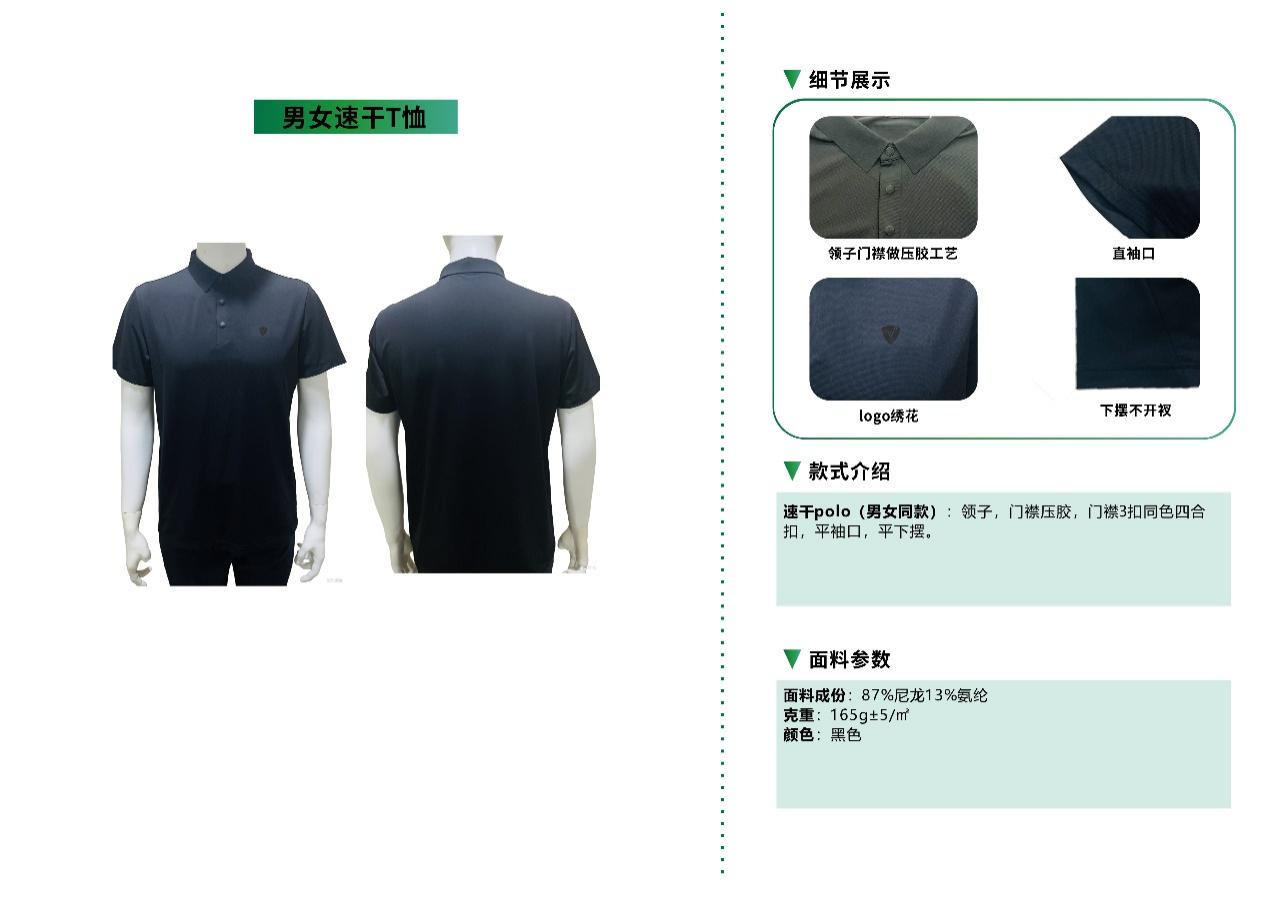 男女速干T恤
细节展示
领子门襟做压胶工艺
直袖口
logo绣花
下摆不开衩
款式介绍
速干polo（男女同款）：领子，门襟压胶，门襟3扣同色四合
扣，平袖口，平下摆。
面料参数
面料成份：87%尼龙13%氨纶
克重：165g±5/㎡
颜色：黑色